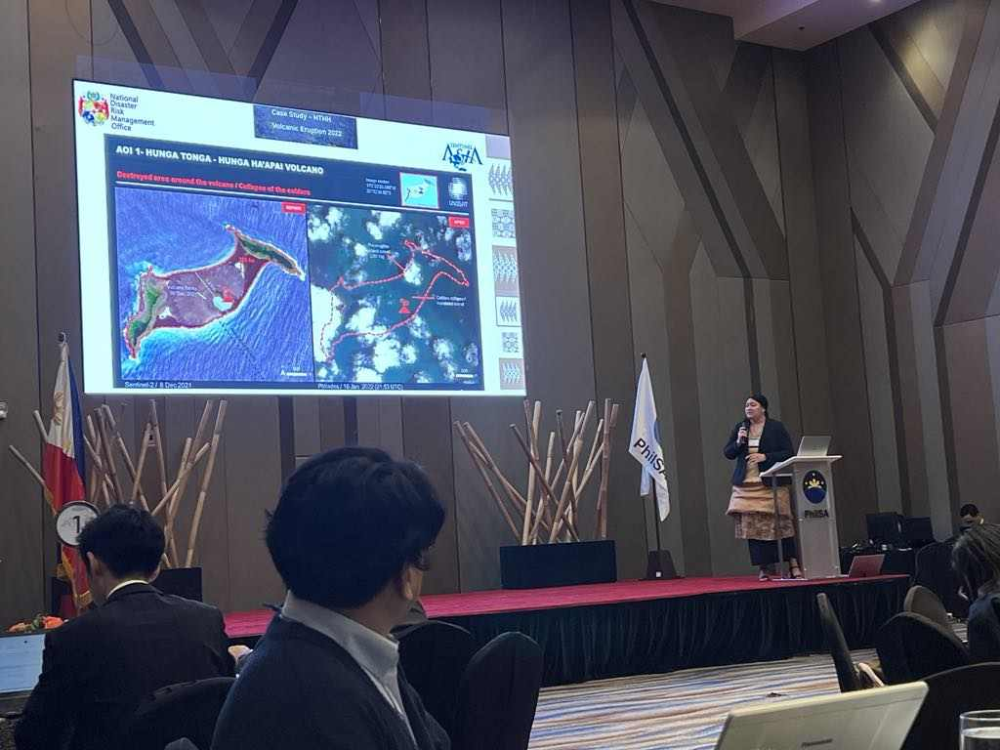 National
Disaster
Risk
Management
Office
Case Study - HTHH
Volcanic Eruption 2022
SENTINEL
ASIA
AOI 1- HUNGA TONGA - HUNGA HA'APAI VOLCANO
Destroyed area around the volcano / Collapse of the caldera
UNOSAT
BEFORE
AFTER
Sentinel-2 / 8 Dec 2021
Pléiades / 16 Jan. 2022 (21:53 UTC)
1
PhilSA
PhilSA